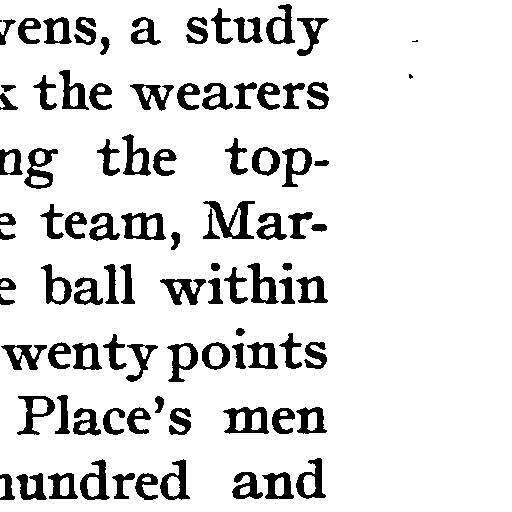 vens, a study
k the wearers
ng the top-
e team, Mar-
e ball within
wenty points
Place's men
hundred and